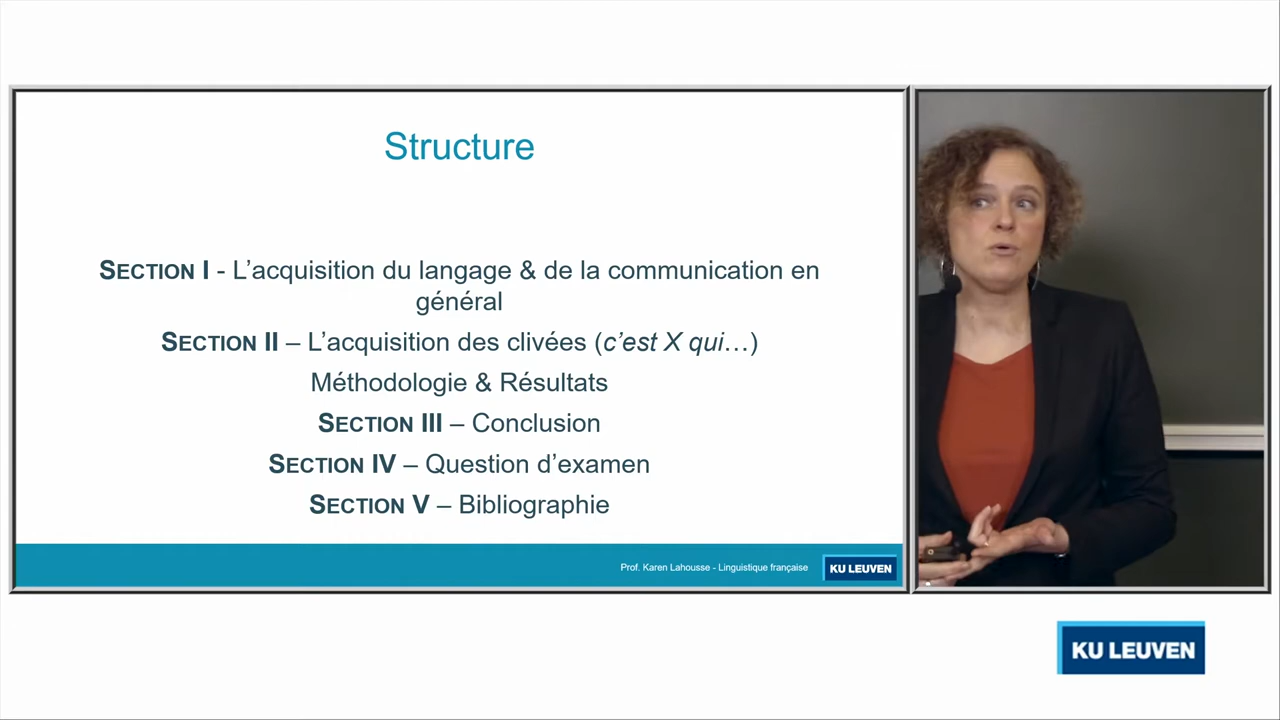 Structure
SECTION I - L’acquisition du langage & de la communication en
général
SECTION II – L’acquisition des clivées (c’est X qui…)
Méthodologie & Résultats
SECTION III – Conclusion
SECTION IV – Question d’examen
SECTION V – Bibliographie
Prof. Karen Lahousse - Linguistique française
KU LEUVEN
KU LEUVEN